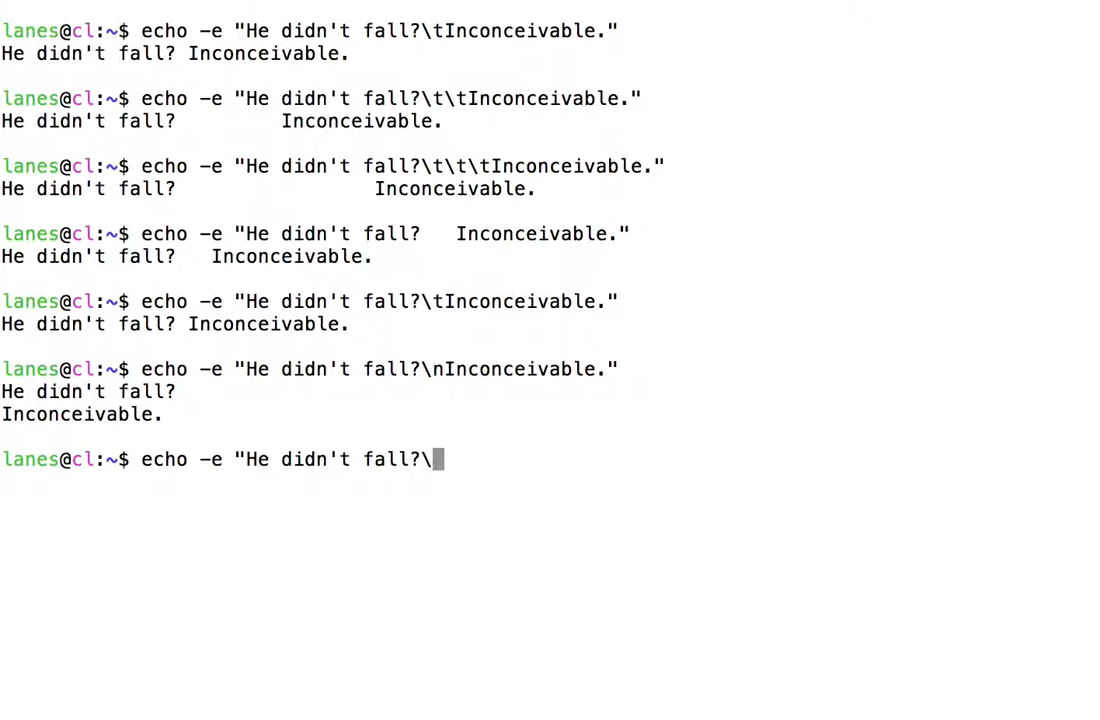 lanes@cl:~$ echo -e "He didn't fall?\tInconceivable."
He didn't fall? Inconceivable.
lanes@cl:~$ echo -e "He didn't fall?\t\tInconceivable."
He didn't fall?         Inconceivable.
lanes@cl:~$ echo -e "He didn't fall?\t\t\tInconceivable."
He didn't fall?                 Inconceivable.
lanes@cl:~$ echo -e "He didn't fall?   Inconceivable."
He didn't fall?   Inconceivable.
lanes@cl:~$ echo -e "He didn't fall?\tInconceivable."
He didn't fall? Inconceivable.
lanes@cl:~$ echo -e "He didn't fall?\nInconceivable."
He didn't fall?
Inconceivable.
lanes@cl:~$ echo -e "He didn't fall?\